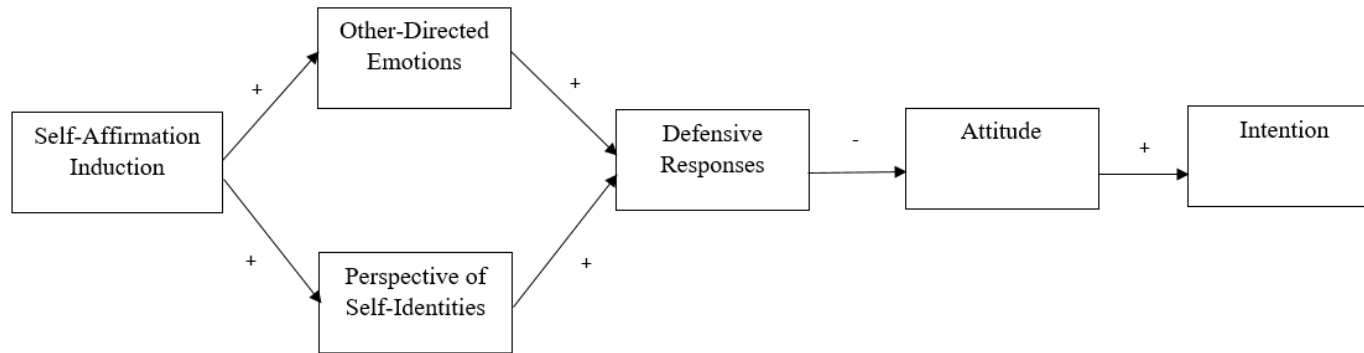 Other-Directed
Emotions
+
+
Self-Affirmation
Induction
Defensive
Responses
-
Attitude
+
Intention
+
+
Perspective of
Self-Identities